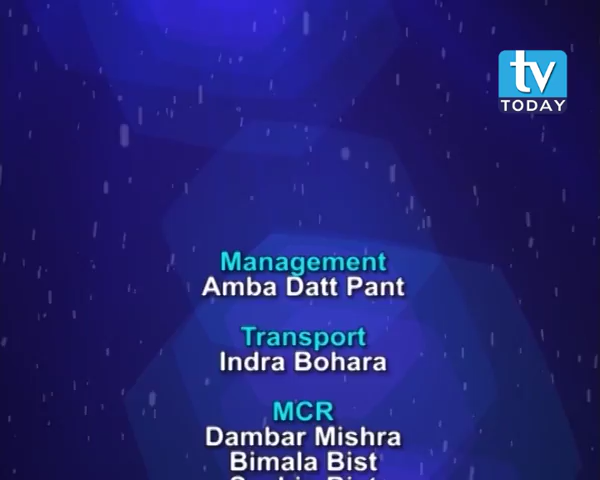 tv
TODAY
Management
Amba Datt Pant
Transport
Indra Bohara
MCR
Dambar Mishra
Bimala Bist